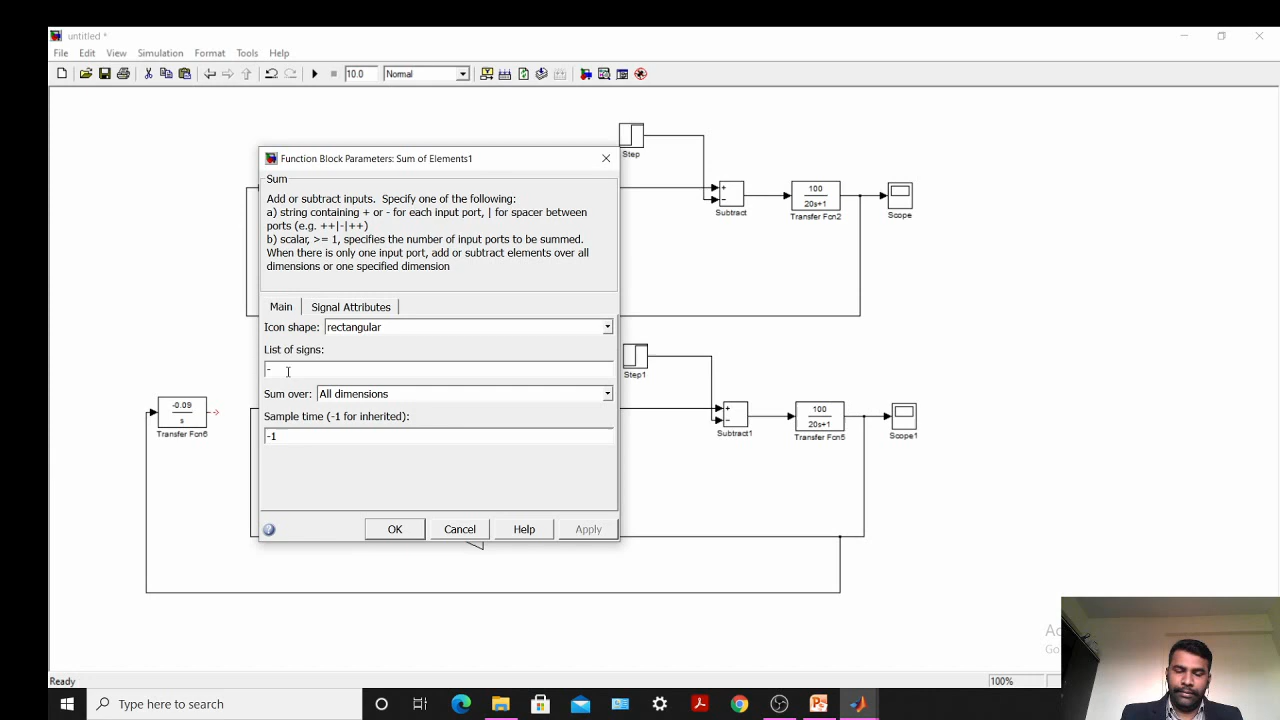 untitled *
File Edit View Simulation Format Tools Help
10.0 Normal
Step
Function Block Parameters: Sum of Elements1
Sum
Add or subtract inputs. Specify one of the following:
a) string containing + or - for each input port, | for spacer between
ports (e.g. ++|-|++)
b) scalar, >= 1, specifies the number of input ports to be summed.
When there is only one input port, add or subtract elements over all
dimensions or one specified dimension
Main Signal Attributes
Icon shape: rectangular
List of signs:
-
Sum over: All dimensions
Sample time (-1 for inherited):
-1
OK Cancel Help Apply
+
-
Subtract
100
20s+1
Transfer Fcn2
Scope
Step1
+
-
Subtract1
100
20s+1
Transfer Fcn5
Scope1
-0.09
s
Transfer Fcn6
Ready 100%
Type here to search